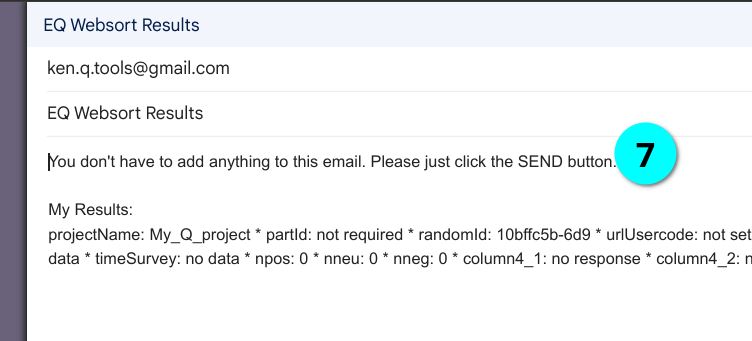 EQ Websort Results
ken.q.tools@gmail.com
EQ Websort Results
You don't have to add anything to this email. Please just click the SEND button.
7
My Results:
projectName: My_Q_project * partId: not required * randomId: 10bffc5b-6d9 * urlUsercode: not set
data * timeSurvey: no data * npos: 0 * nneu: 0 * nneg: 0 * column4_1: no response * column4_2: n